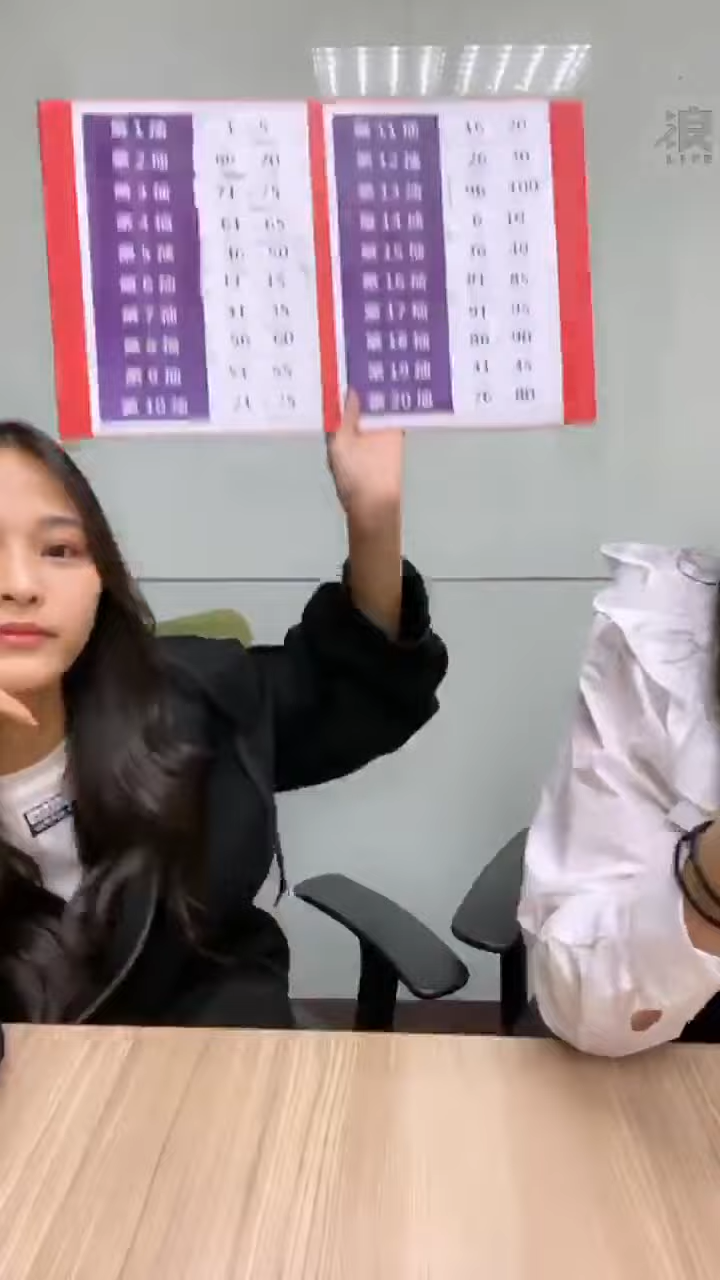 第1抽 1 5
第2抽 66 70
第3抽 71 75
第4抽 61 65
第5抽 46 50
第6抽 11 15
第7抽 31 35
第8抽 56 60
第9抽 51 55
第10抽 21 25
第11抽 16 20
第12抽 26 30
第13抽 96 100
第14抽 6 10
第15抽 36 40
第16抽 81 85
第17抽 91 95
第18抽 86 90
第19抽 41 45
第20抽 76 80
浪